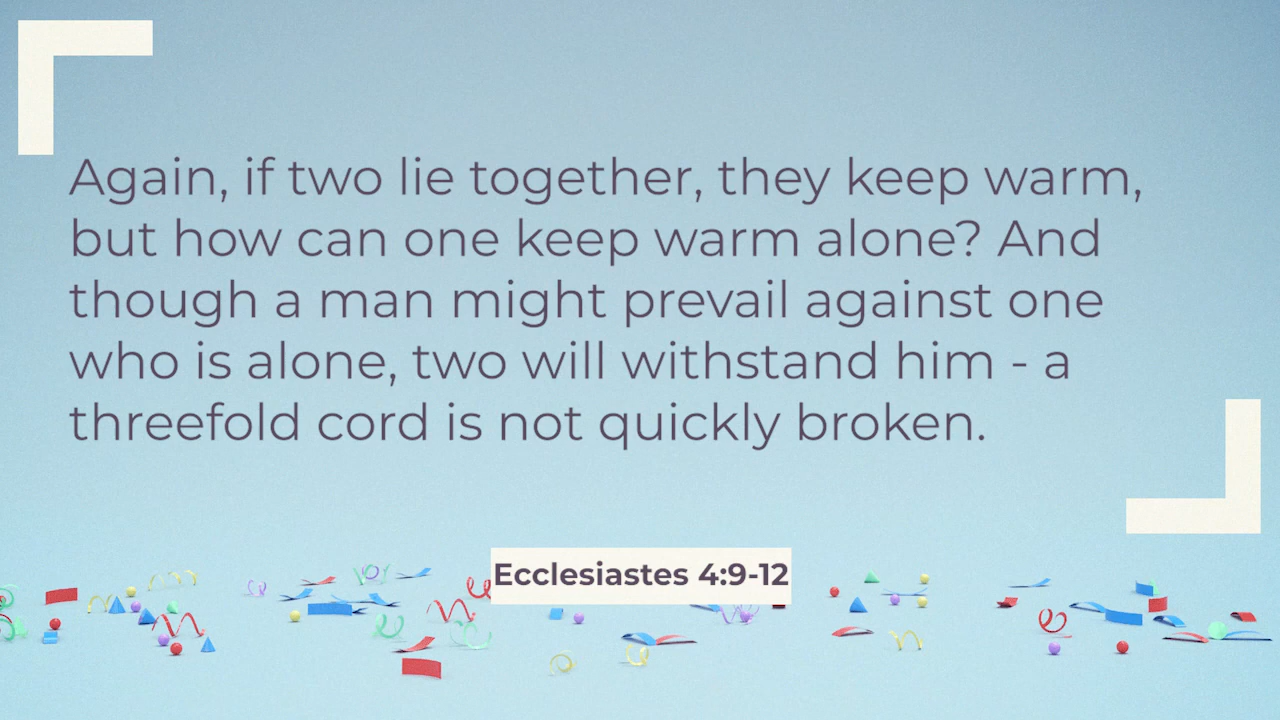 Again, if two lie together, they keep warm,
but how can one keep warm alone? And
though a man might prevail against one
who is alone, two will withstand him - a
threefold cord is not quickly broken.
Ecclesiastes 4:9-12